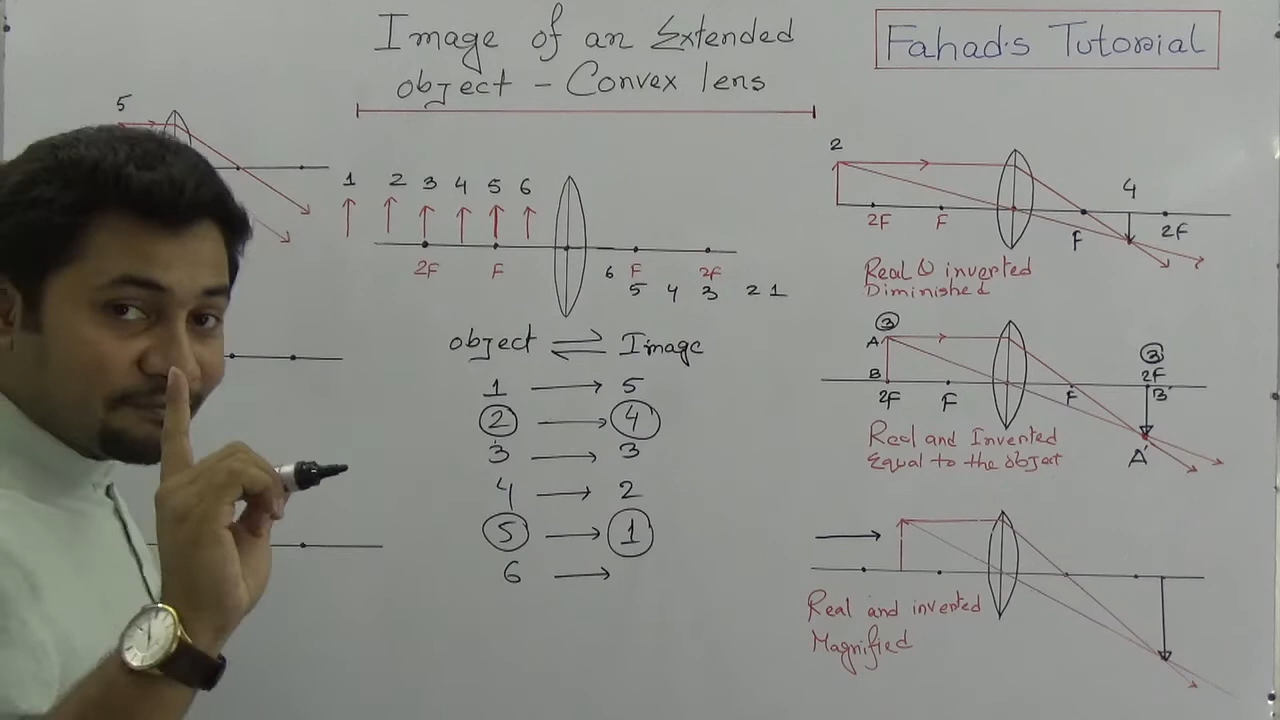 Image of an Extended
object - Convex lens
Fahad's Tutorial
5
1 2 3 4 5 6
2F F
6 F 2F
5 4 3 2 1
object ⇌ Image
1 → 5
2 → 4
3 → 3
4 → 2
5 → 1
6 →
2
4
2F F F 2F
Real & inverted
Diminished
3
A
3
2F
B
B'
2F F F
A'
Real and Inverted
Equal to the object
Real and inverted
Magnified